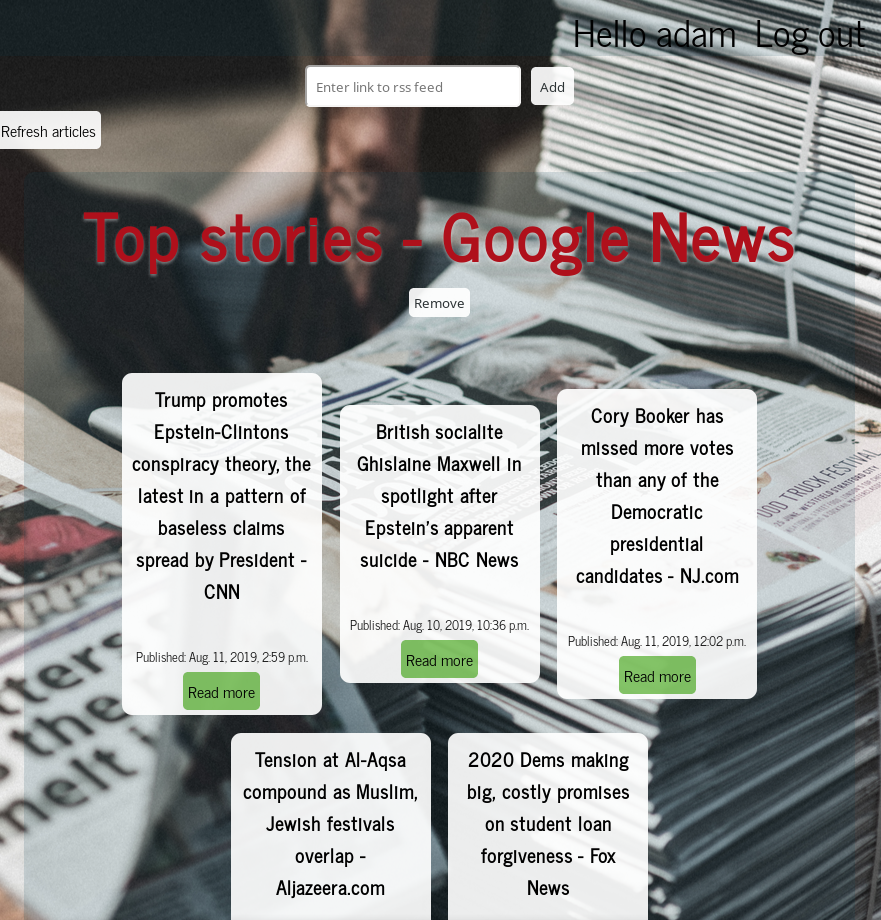 Hello adam Log out
Enter link to rss feed
Add
Refresh articles
Top stories - Google News
Remove
Trump promotes
Epstein-Clintons
conspiracy theory, the
latest in a pattern of
baseless claims
spread by President -
CNN
Published: Aug. 11, 2019, 2:59 p.m.
Read more
British socialite
Ghislaine Maxwell in
spotlight after
Epstein's apparent
suicide - NBC News
Published: Aug. 10, 2019, 10:36 p.m.
Read more
Cory Booker has
missed more votes
than any of the
Democratic
presidential
candidates - NJ.com
Published: Aug. 11, 2019, 12:02 p.m.
Read more
Tension at Al-Aqsa
compound as Muslim,
Jewish festivals
overlap -
Aljazeera.com
2020 Dems making
big, costly promises
on student loan
forgiveness - Fox
News
OOD TRUCK FESTIVAL